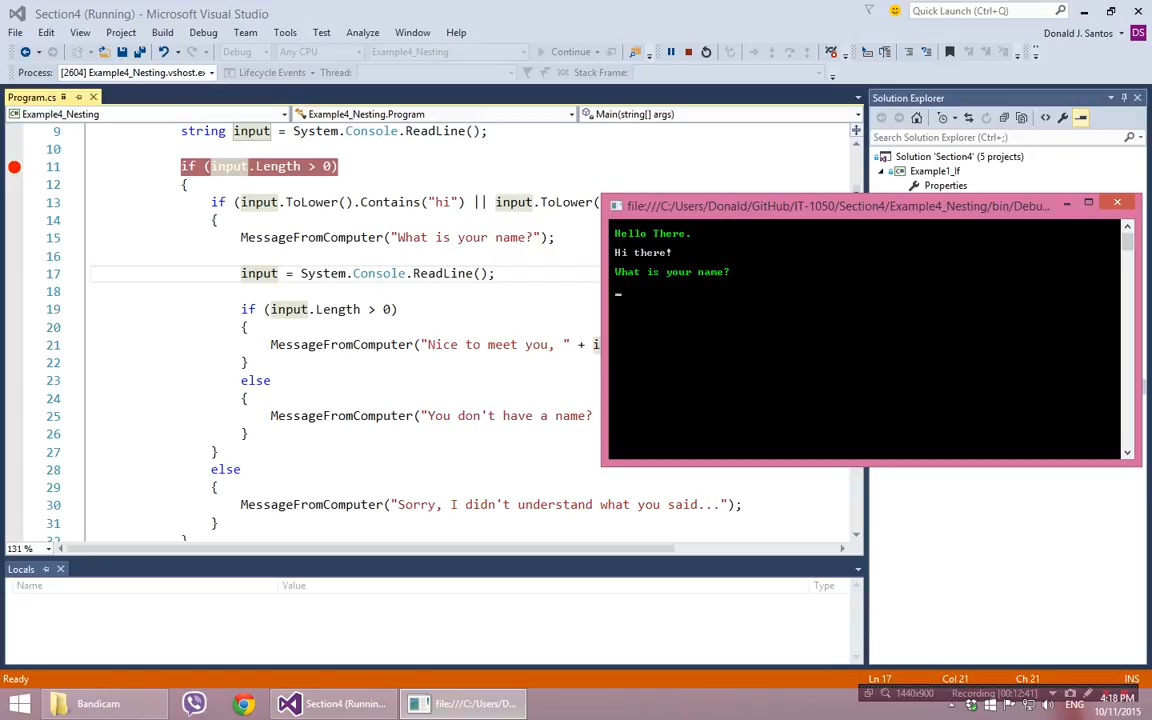 Section4 (Running) - Microsoft Visual Studio
Quick Launch (Ctrl+Q)
File Edit View Project Build Debug Team Tools Test Analyze Window Help
Donald J. Santos DS
Debug Any CPU Example4_Nesting Continue
Process: [2604] Example4_Nesting.vshost.ex Lifecycle Events Thread: Stack Frame:
Program.cs
Example4_Nesting Example4_Nesting.Program Main(string[] args)
9 string input = System.Console.ReadLine();
10
11 if (input.Length > 0)
12 {
13 if (input.ToLower().Contains("hi") || input.ToLower(
14 {
15 MessageFromComputer("What is your name?");
16
17 input = System.Console.ReadLine();
18
19 if (input.Length > 0)
20 {
21 MessageFromComputer("Nice to meet you, " + i
22 }
23 else
24 {
25 MessageFromComputer("You don't have a name?
26 }
27 }
28 else
29 {
30 MessageFromComputer("Sorry, I didn't understand what you said...");
31 }
32 }
131 %
Solution Explorer
Search Solution Explorer (Ctrl+;)
Solution 'Section4' (5 projects)
Example1_If
Properties
file:///C:/Users/Donald/GitHub/IT-1050/Section4/Example4_Nesting/bin/Debu...
Hello There.
Hi there!
What is your name?
Locals
Name Value Type
Ready Ln 17 Col 21 Ch 21 INS
Bandicam
Section4 (Runnin...
file:///C:/Users/D...
1440x900 Recording [00:12:41]
ENG
4:18 PM
10/11/2015